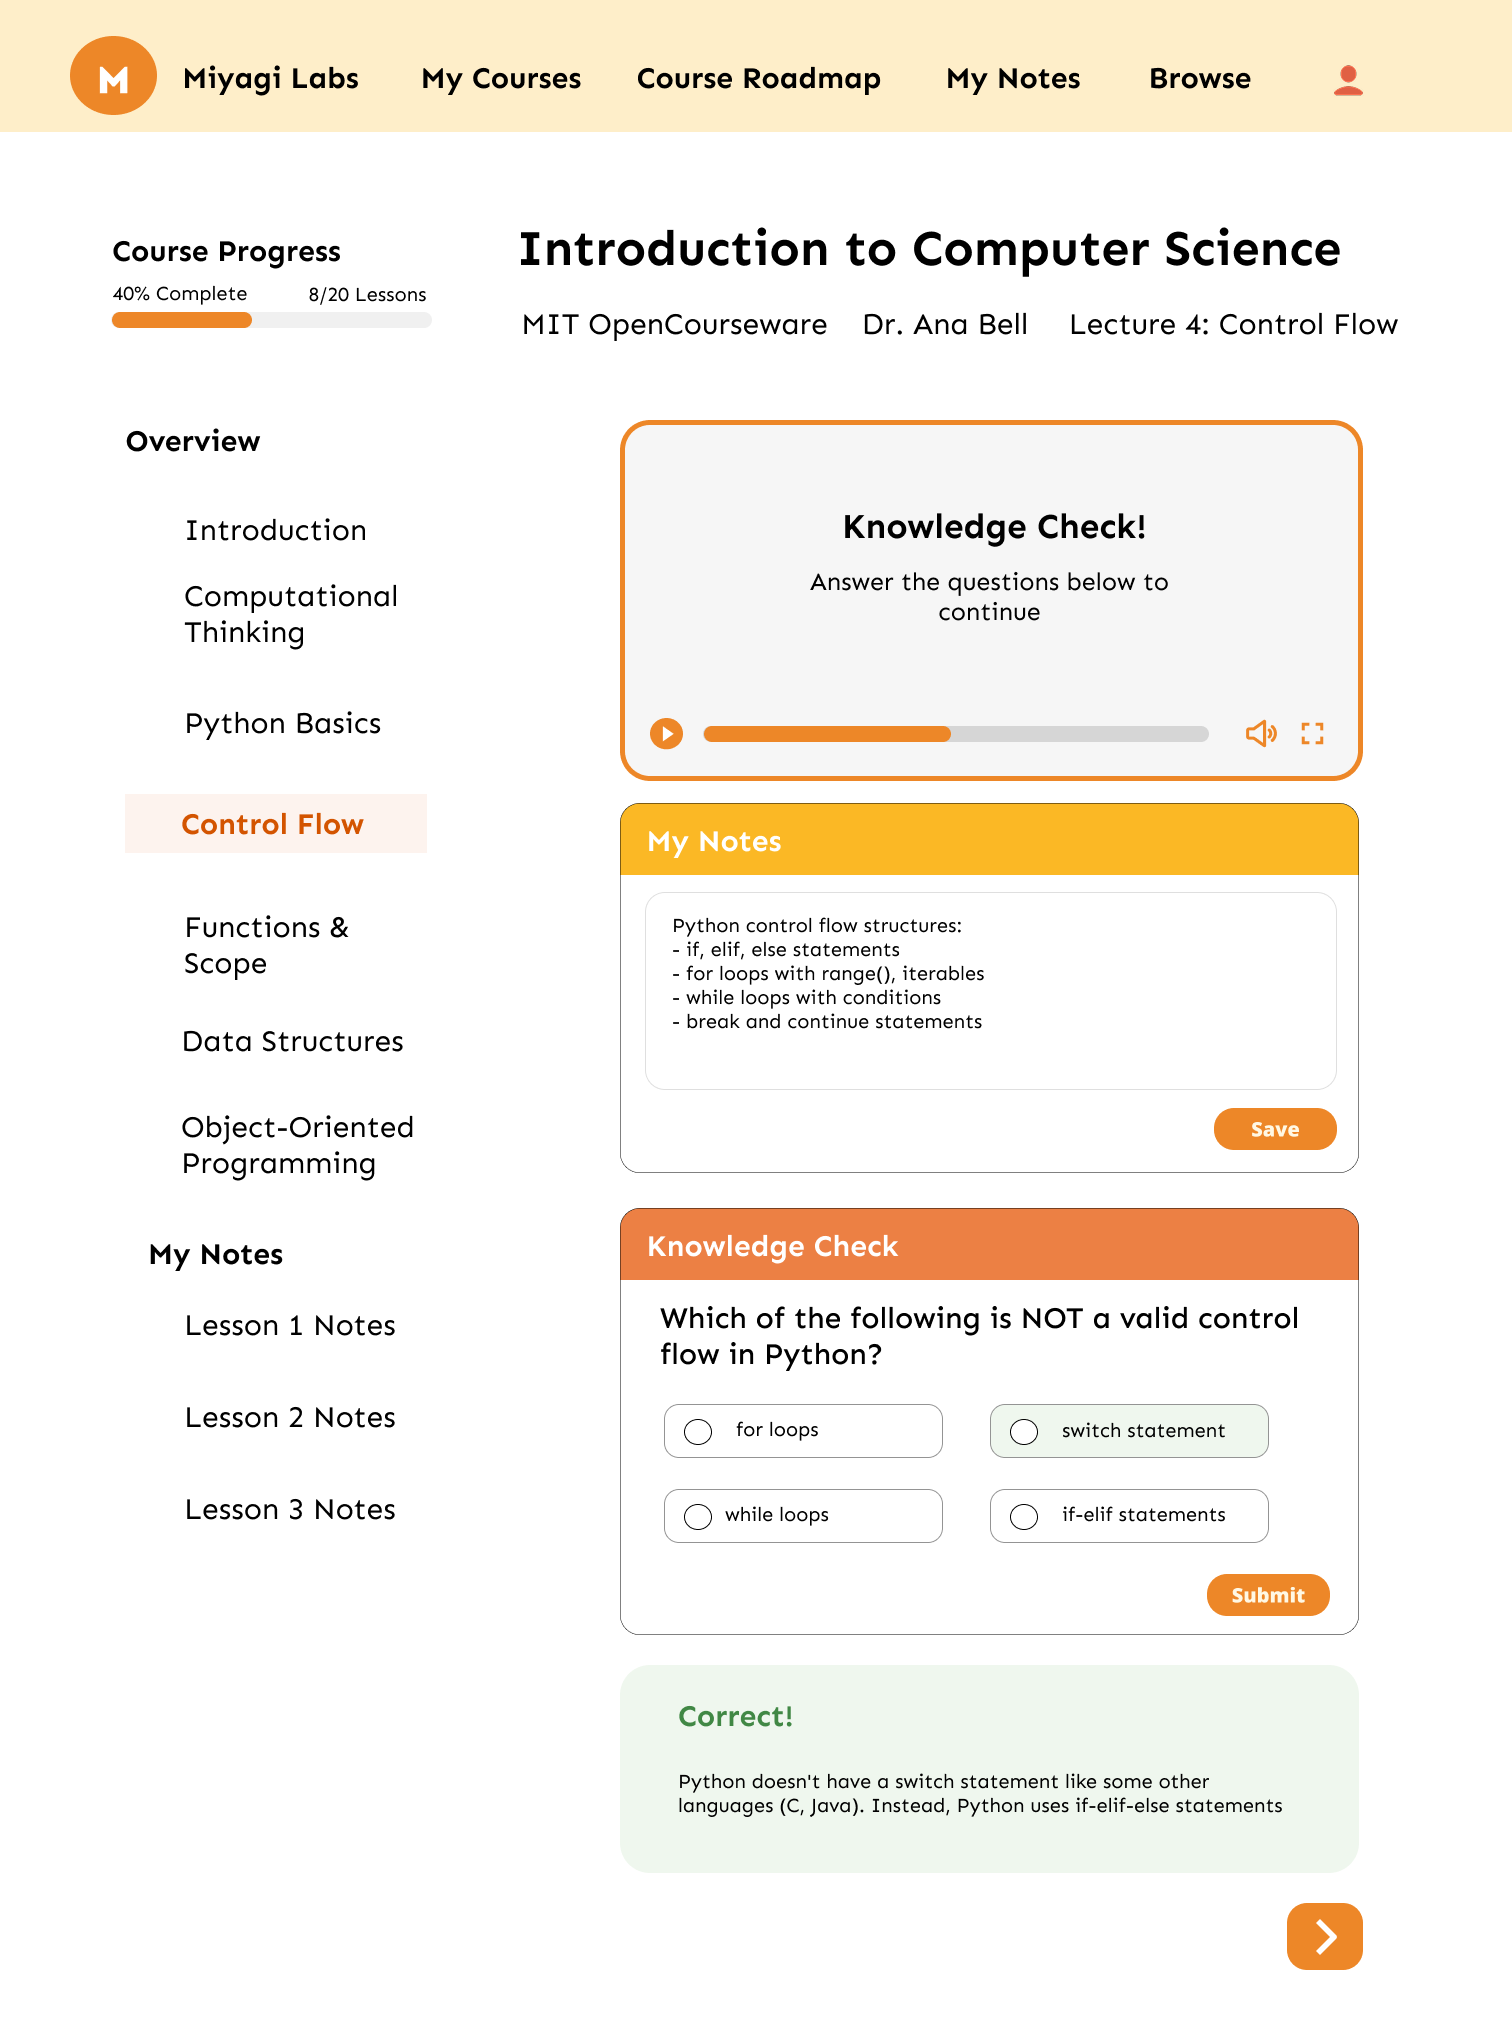 M
Miyagi Labs
My Courses
Course Roadmap
My Notes
Browse
Course Progress
40% Complete
8/20 Lessons
Introduction to Computer Science
MIT OpenCourseware
Dr. Ana Bell
Lecture 4: Control Flow
Overview
Introduction
Computational
Thinking
Python Basics
Control Flow
Functions &
Scope
Data Structures
Object-Oriented
Programming
My Notes
Lesson 1 Notes
Lesson 2 Notes
Lesson 3 Notes
Knowledge Check!
Answer the questions below to
continue
My Notes
Python control flow structures:
- if, elif, else statements
- for loops with range(), iterables
- while loops with conditions
- break and continue statements
Save
Knowledge Check
Which of the following is NOT a valid control
flow in Python?
for loops
switch statement
while loops
if-elif statements
Submit
Correct!
Python doesn't have a switch statement like some other
languages (C, Java). Instead, Python uses if-elif-else statements